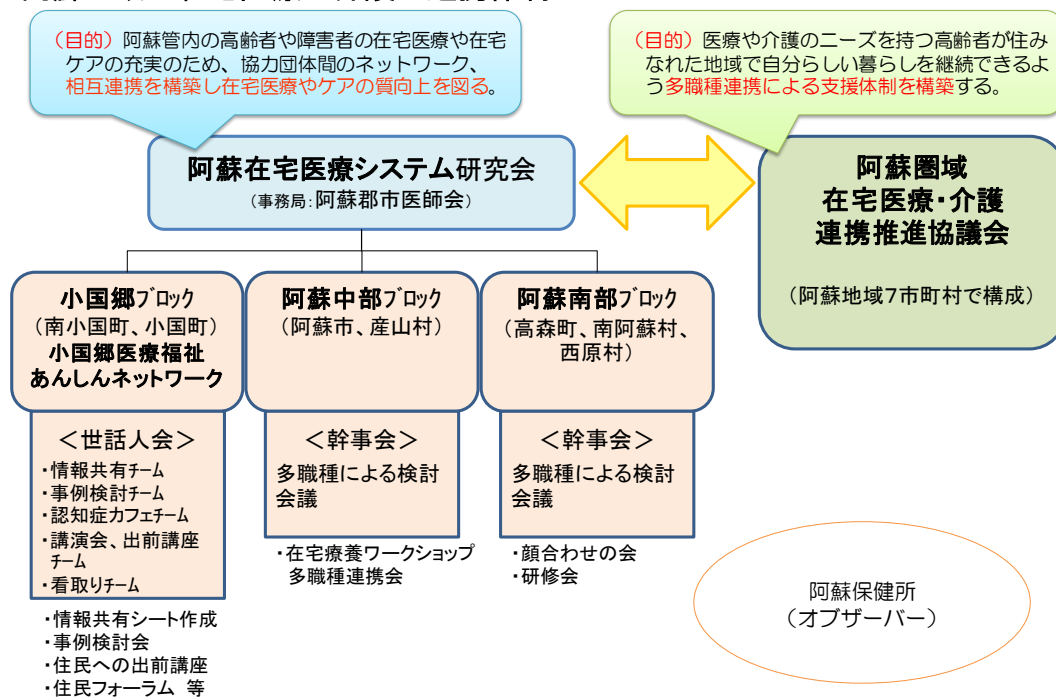 （目的）阿蘇管内の高齢者や障害者の在宅医療や在宅
ケアの充実のため、協力団体間のネットワーク、
相互連携を構築し在宅医療やケアの質向上を図る。
（目的）医療や介護のニーズを持つ高齢者が住み
なれた地域で自分らしい暮らしを継続できるよ
う多職種連携による支援体制を構築する。
阿蘇在宅医療システム研究会
（事務局：阿蘇郡市医師会）
阿蘇圏域
在宅医療・介護
連携推進協議会
（阿蘇地域7市町村で構成）
小国郷ブロック
（南小国町、小国町）
小国郷医療福祉
あんしんネットワーク
＜世話人会＞
・情報共有チーム
・事例検討チーム
・認知症カフェチーム
・講演会、出前講座
チーム
・看取りチーム
・情報共有シート作成
・事例検討会
・住民への出前講座
・住民フォーラム 等
阿蘇中部ブロック
（阿蘇市、産山村）
＜幹事会＞
多職種による検討
会議
・在宅療養ワークショップ
多職種連携会
阿蘇南部ブロック
（高森町、南阿蘇村、
西原村）
＜幹事会＞
多職種による検討
会議
・顔合わせの会
・研修会
阿蘇保健所
（オブザーバー）